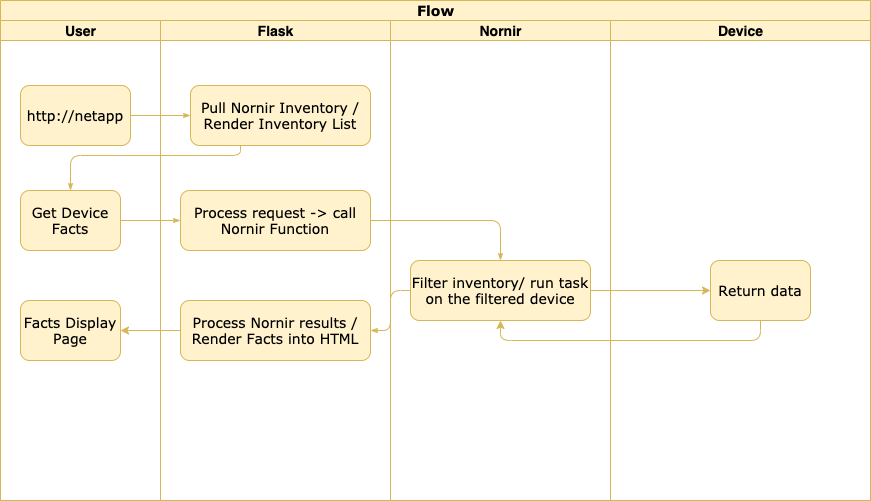 Flow
User
Flask
Nornir
Device
http://netapp
Pull Nornir Inventory /
Render Inventory List
Get Device
Facts
Process request -> call
Nornir Function
Filter inventory/ run task
on the filtered device
Return data
Facts Display
Page
Process Nornir results /
Render Facts into HTML